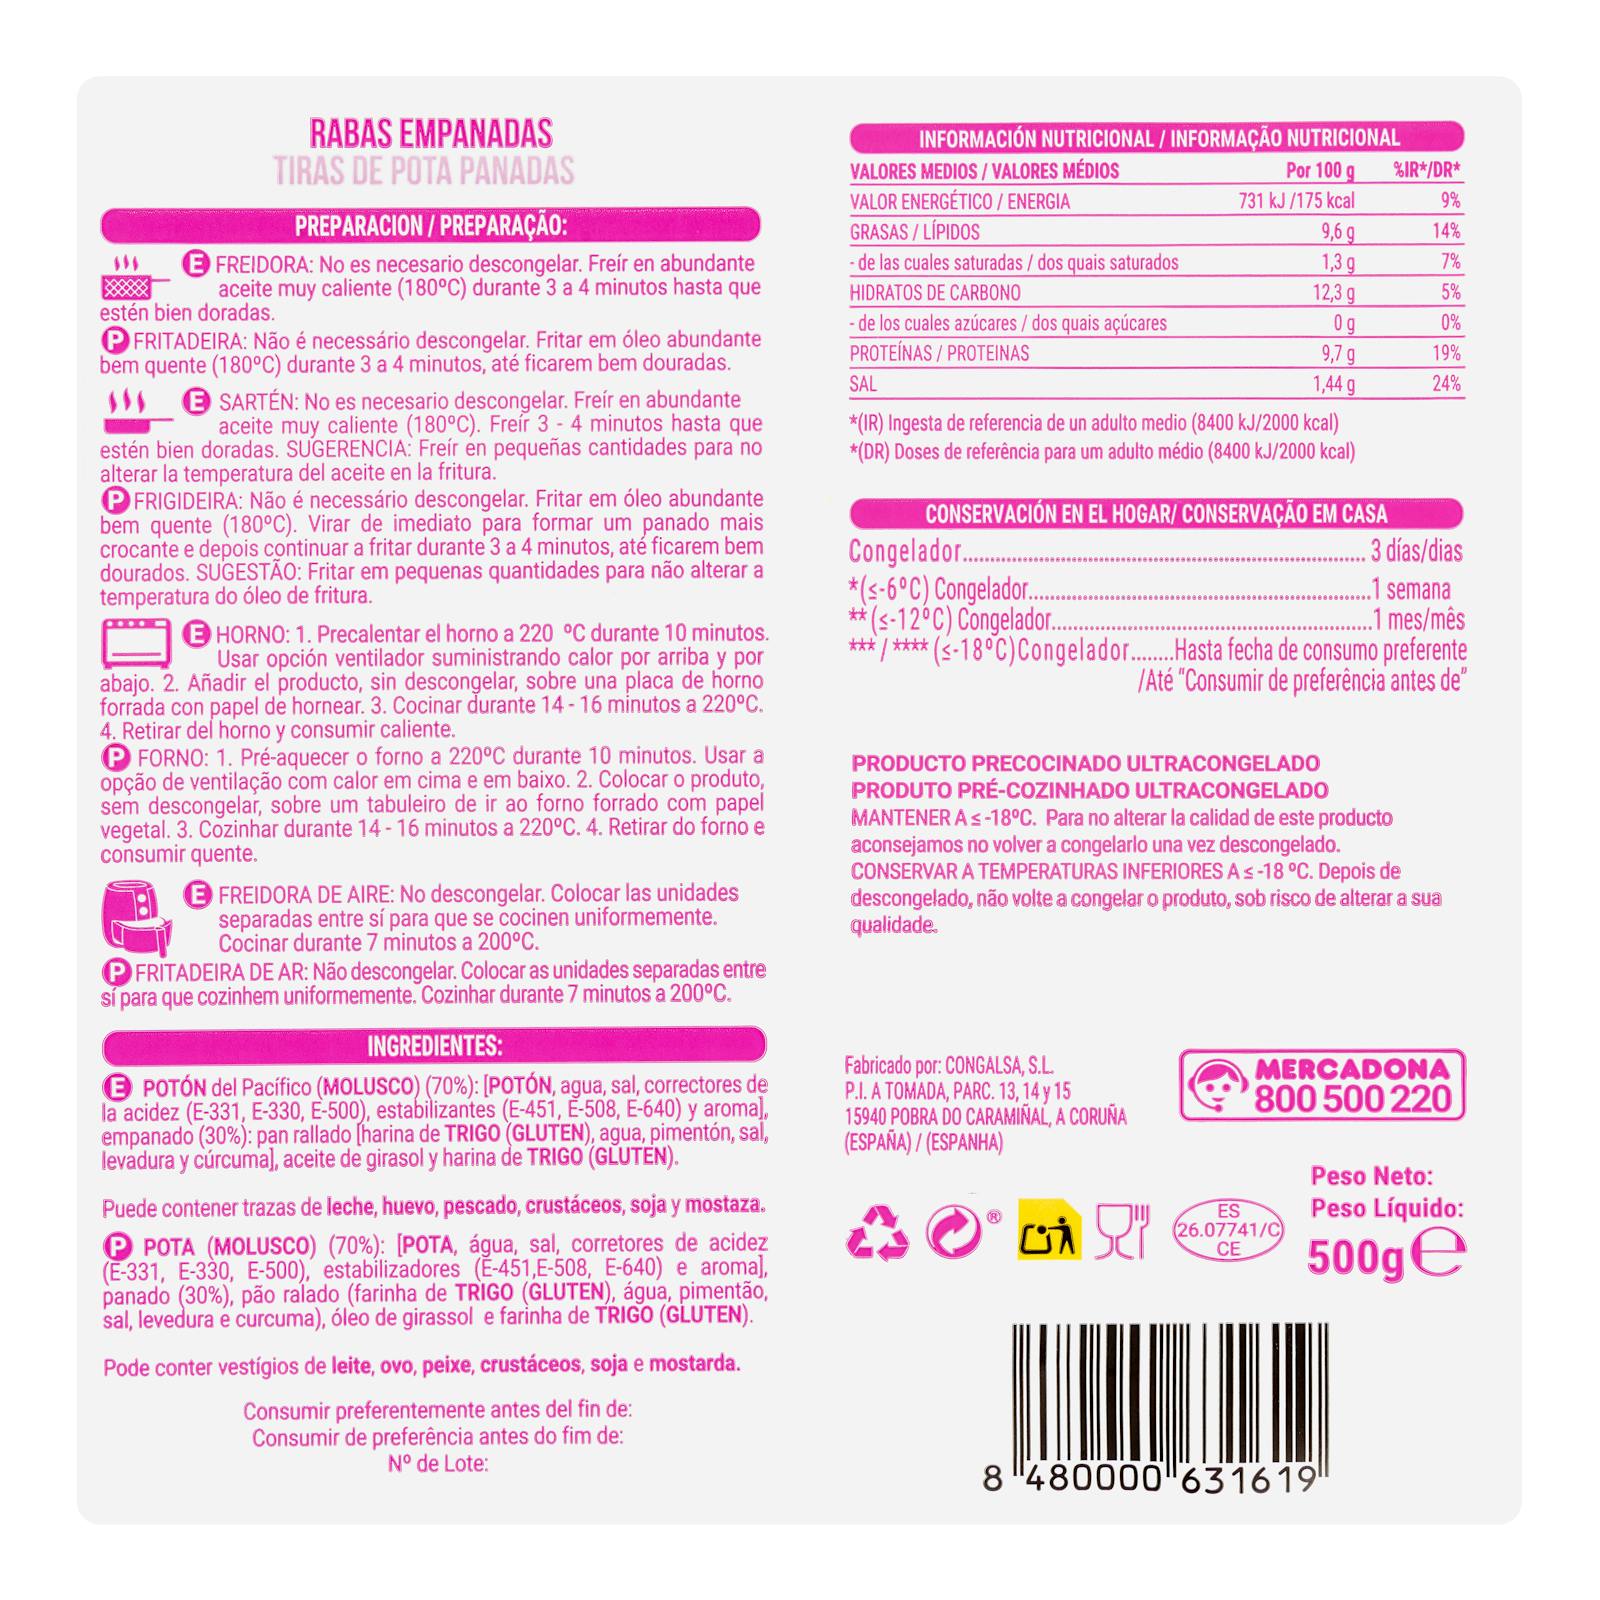 RABAS EMPANADAS
TIRAS DE POTA PANADAS
PREPARACION / PREPARAÇÃO:
E FREIDORA: No es necesario descongelar. Freír en abundante
aceite muy caliente (180ºC) durante 3 a 4 minutos hasta que
estén bien doradas.
P FRITADEIRA: Não é necessário descongelar. Fritar em óleo abundante
bem quente (180ºC) durante 3 a 4 minutos, até ficarem bem douradas.
E SARTÉN: No es necesario descongelar. Freír en abundante
aceite muy caliente (180ºC). Freír 3 - 4 minutos hasta que
estén bien doradas. SUGERENCIA: Freír en pequeñas cantidades para no
alterar la temperatura del aceite en la fritura.
P FRIGIDEIRA: Não é necessário descongelar. Fritar em óleo abundante
bem quente (180ºC). Virar de imediato para formar um panado mais
crocante e depois continuar a fritar durante 3 a 4 minutos, até ficarem bem
dourados. SUGESTÃO: Fritar em pequenas quantidades para não alterar a
temperatura do óleo de fritura.
E HORNO: 1. Precalentar el horno a 220 ºC durante 10 minutos.
Usar opción ventilador suministrando calor por arriba y por
abajo. 2. Añadir el producto, sin descongelar, sobre una placa de horno
forrada con papel de hornear. 3. Cocinar durante 14 - 16 minutos a 220ºC.
4. Retirar del horno y consumir caliente.
P FORNO: 1. Pré-aquecer o forno a 220ºC durante 10 minutos. Usar a
opção de ventilação com calor em cima e em baixo. 2. Colocar o produto,
sem descongelar, sobre um tabuleiro de ir ao forno forrado com papel
vegetal. 3. Cozinhar durante 14 - 16 minutos a 220ºC. 4. Retirar do forno e
consumir quente.
E FREIDORA DE AIRE: No descongelar. Colocar las unidades
separadas entre sí para que se cocinen uniformemente.
Cocinar durante 7 minutos a 200ºC.
P FRITADEIRA DE AR: Não descongelar. Colocar as unidades separadas entre
sí para que cozinhem uniformemente. Cozinhar durante 7 minutos a 200ºC.
INGREDIENTES:
E POTÓN del Pacífico (MOLUSCO) (70%): [POTÓN, agua, sal, correctores de
la acidez (E-331, E-330, E-500), estabilizantes (E-451, E-508, E-640) y aroma],
empanado (30%): pan rallado [harina de TRIGO (GLUTEN), agua, pimentón, sal,
levadura y cúrcuma], aceite de girasol y harina de TRIGO (GLUTEN).
Puede contener trazas de leche, huevo, pescado, crustáceos, soja y mostaza.
P POTA (MOLUSCO) (70%): [POTA, água, sal, corretores de acidez
(E-331, E-330, E-500), estabilizadores (E-451,E-508, E-640) e aroma],
panado (30%), pão ralado (farinha de TRIGO (GLUTEN), água, pimentão,
sal, levedura e curcuma), óleo de girassol e farinha de TRIGO (GLUTEN).
Pode conter vestígios de leite, ovo, peixe, crustáceos, soja e mostarda.
Consumir preferentemente antes del fin de:
Consumir de preferência antes do fim de:
Nº de Lote:
INFORMACIÓN NUTRICIONAL / INFORMAÇÃO NUTRICIONAL
VALORES MEDIOS / VALORES MÉDIOS Por 100 g %IR*/DR*
VALOR ENERGÉTICO / ENERGIA 731 kJ /175 kcal 9%
GRASAS / LÍPIDOS 9,6 g 14%
- de las cuales saturadas / dos quais saturados 1,3 g 7%
HIDRATOS DE CARBONO 12,3 g 5%
- de los cuales azúcares / dos quais açúcares 0 g 0%
PROTEÍNAS / PROTEINAS 9,7 g 19%
SAL 1,44 g 24%
*(IR) Ingesta de referencia de un adulto medio (8400 kJ/2000 kcal)
*(DR) Doses de referência para um adulto médio (8400 kJ/2000 kcal)
CONSERVACIÓN EN EL HOGAR/ CONSERVAÇÃO EM CASA
Congelador........ 3 días/dias
*(≤-6ºC) Congelador........1 semana
**(≤-12ºC) Congelador........1 mes/mês
*** / **** (≤-18ºC)Congelador........Hasta fecha de consumo preferente
/Até "Consumir de preferência antes de"
PRODUCTO PRECOCINADO ULTRACONGELADO
PRODUTO PRÉ-COZINHADO ULTRACONGELADO
MANTENER A ≤ -18ºC. Para no alterar la calidad de este producto
aconsejamos no volver a congelarlo una vez descongelado.
CONSERVAR A TEMPERATURAS INFERIORES A ≤ -18 ºC. Depois de
descongelado, não volte a congelar o produto, sob risco de alterar a sua
qualidade.
Fabricado por: CONGALSA, S.L.
P.I. A TOMADA, PARC. 13, 14 y 15
15940 POBRA DO CARAMIÑAL, A CORUÑA
(ESPAÑA) / (ESPANHA)
MERCADONA
800 500 220
Peso Neto:
Peso Líquido:
500g e
®
ES
26.07741/C
CE
8 480000 631619